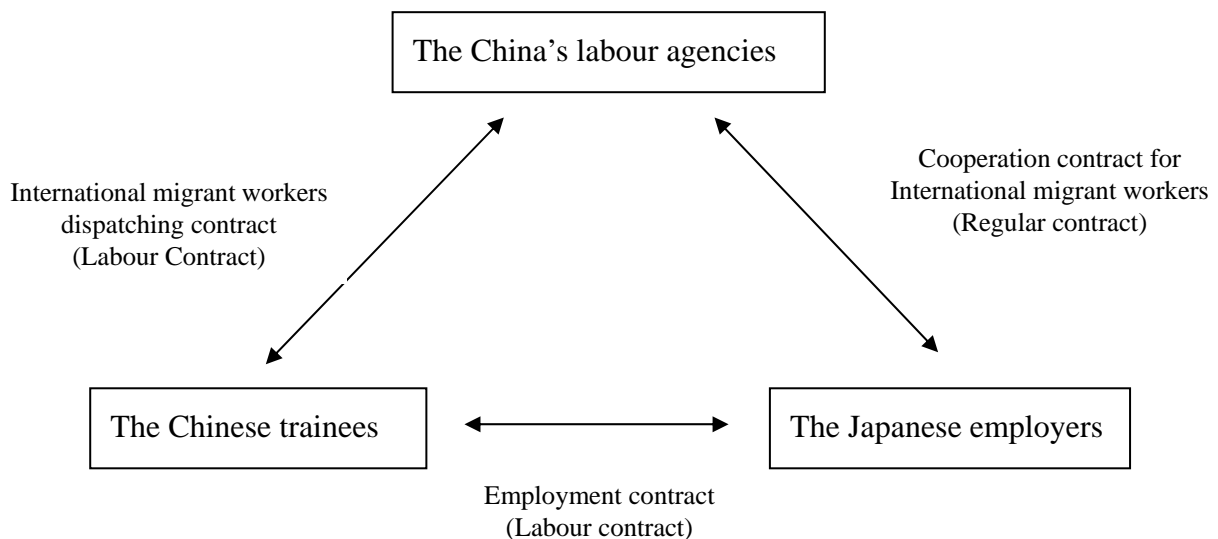 The China’s labour agencies
International migrant workers
dispatching contract
(Labour Contract)
Cooperation contract for
International migrant workers
(Regular contract)
The Chinese trainees
The Japanese employers
Employment contract
(Labour contract)